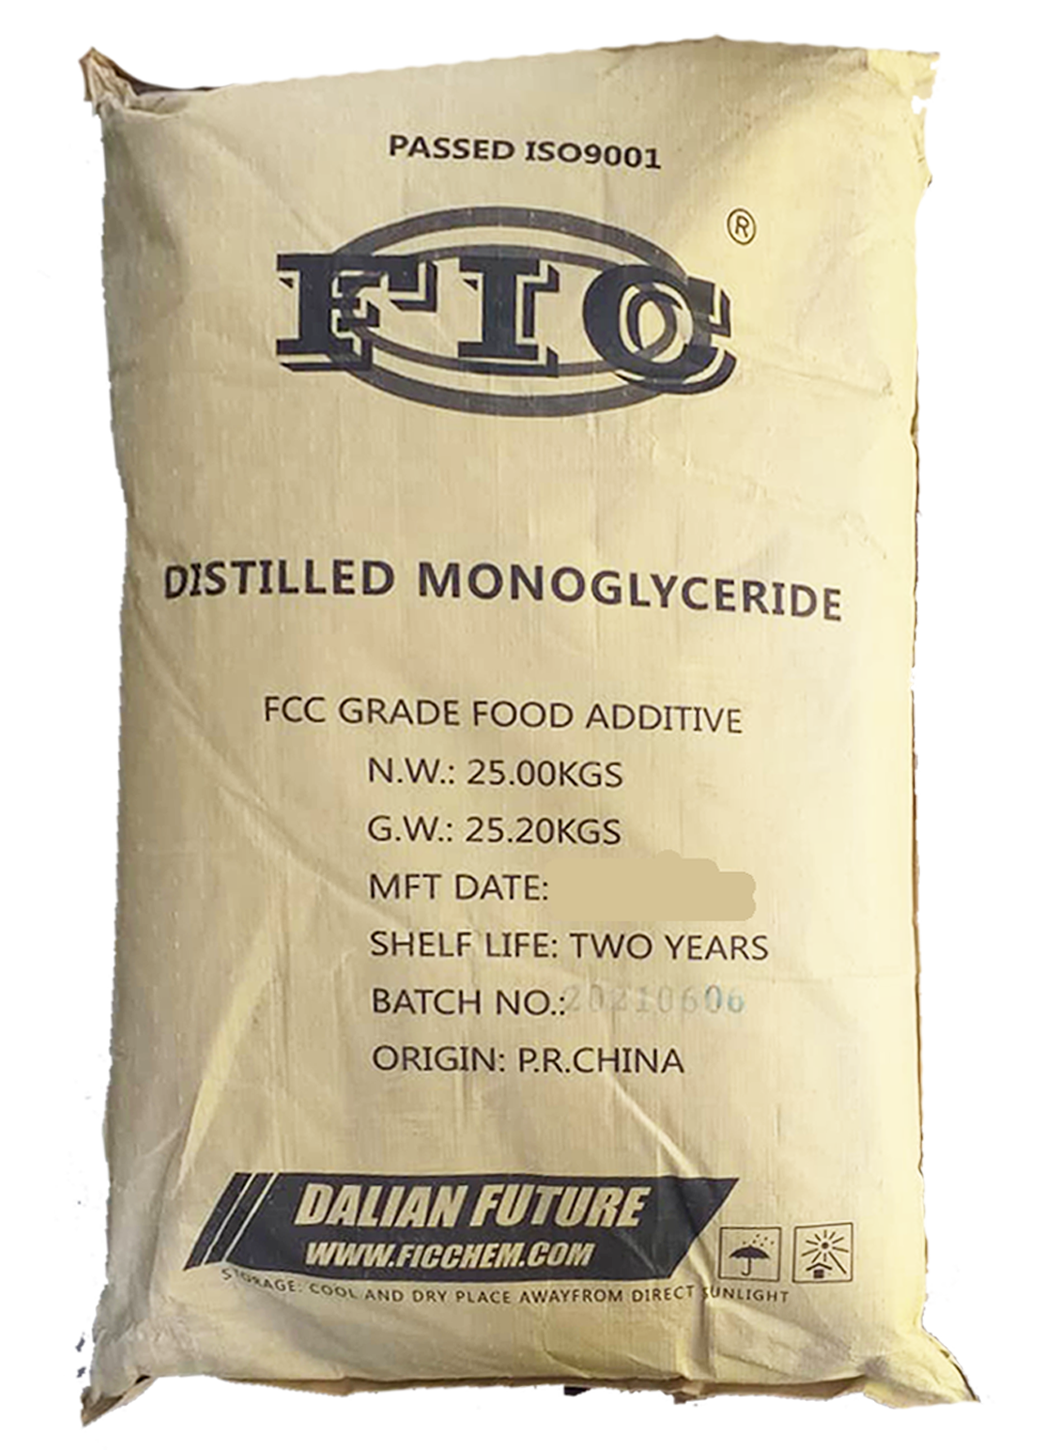 PASSED ISO9001
FIC ®
DISTILLED MONOGLYCERIDE
FCC GRADE FOOD ADDITIVE
N.W.: 25.00KGS
G.W.: 25.20KGS
MFT DATE:
SHELF LIFE: TWO YEARS
BATCH NO.:20210606
ORIGIN: P.R.CHINA
DALIAN FUTURE
WWW.FICCHEM.COM
STORAGE: COOL AND DRY PLACE AWAYFROM DIRECT SUNLIGHT